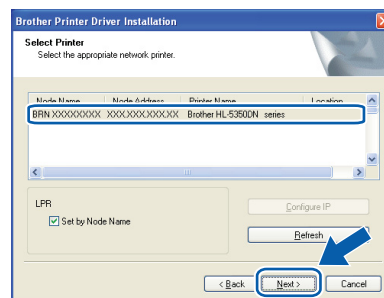 Brother Printer Driver Installation
Select Printer
Select the appropriate network printer.
Node Name Node Address Printer Name Location
BRN XXXXXXXXX XXX.XXX.XXX.XX Brother HL-5350DN series
LPR
Set by Node Name
Configure IP
Refresh
< Back Next > Cancel